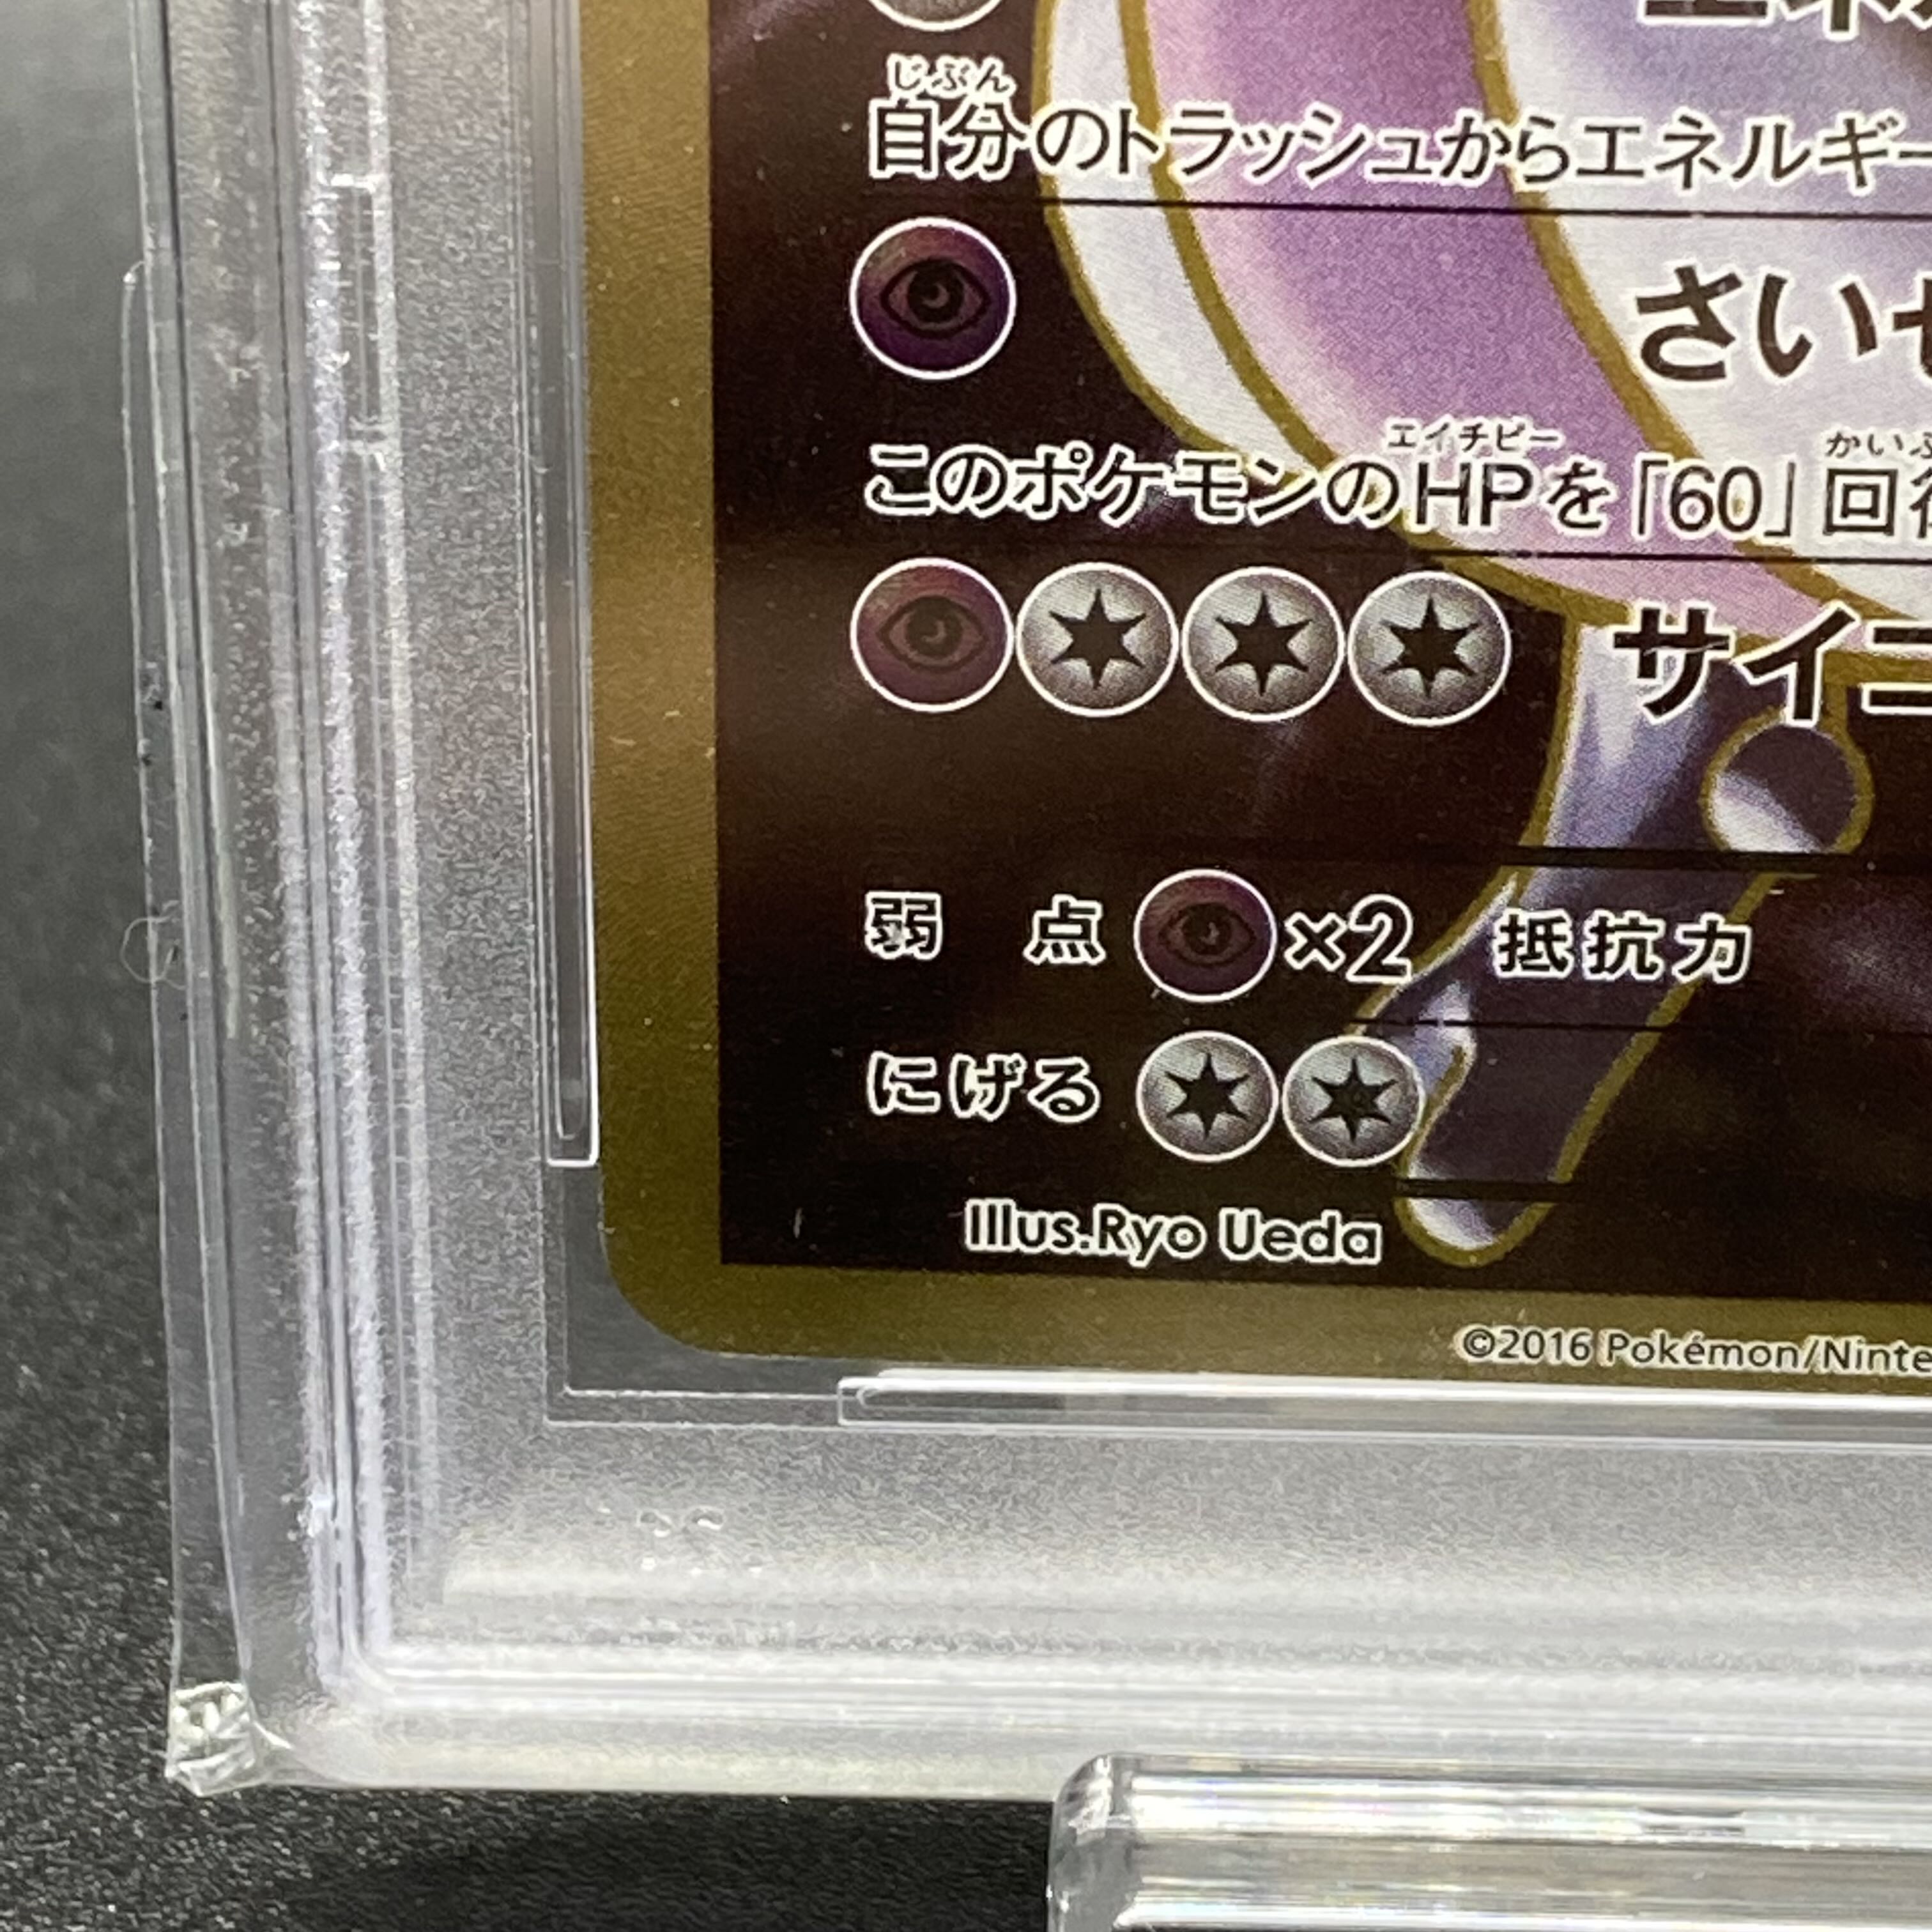 じぶん
自分のトラッシュからエネルギー
さいせ
エイチピー かいふ
このポケモンのHPを「60」回復
サイコ
弱 点 ×2 抵抗力
にげる
Illus.Ryo Ueda
©2016 Pokémon/Ninte